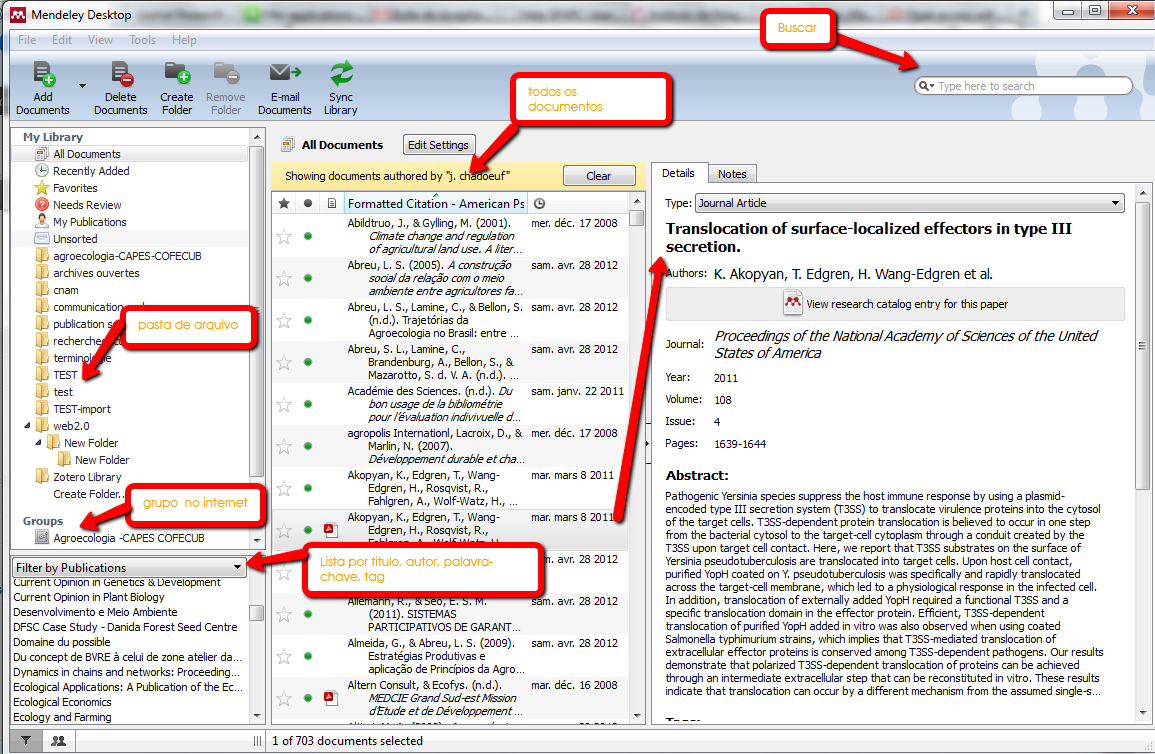 Mendeley Desktop
File Edit View Tools Help
Buscar
Add Documents
Delete Documents
Create Folder
Remove Folder
E-mail Documents
Sync Library
Type here to search
todos os
documentos
My Library
All Documents
Recently Added
Favorites
Needs Review
My Publications
Unsorted
agroecologia-CAPES-COFECUB
archives ouvertes
cnam
communication
publication
recherche
terminologie
TEST
test
TEST-import
web2.0
New Folder
New Folder
Zotero Library
Create Folder..
pasta de arquivo
grupo no internet
Groups
Agroecologia -CAPES COFECUB
Filter by Publications
Current Opinion in Genetics & Development
Current Opinion in Plant Biology
Desenvolvimento e Meio Ambiente
DFSC Case Study - Danida Forest Seed Centre
Domaine du possible
Du concept de BVRE à celui de zone atelier da...
Dynamics in chains and networks: Proceeding...
Ecological Applications: A Publication of the Ec...
Ecological Economics
Ecology and Farming
All Documents Edit Settings
Showing documents authored by "j. chadoeuf" Clear
Formatted Citation - American Ps
Abildtruo, J., & Gylling, M. (2001). mer. déc. 17 2008
Climate change and regulation
of agricultural land use. A liter...
Abreu, L. S. (2005). A construção sam. avr. 28 2012
social da relação com o meio
ambiente entre agricultores fa...
Abreu, L. S., Lamine, C., & Bellon, S. sam. avr. 28 2012
(n.d.). Trajetórias da
Agroecologia no Brasil: entre ...
Abreu, S. L., Lamine, C., sam. avr. 28 2012
Brandenburg, A., Bellon, S., &
Mazarotto, S. d. V. A. (n.d.). ...
Académie des Sciences. (n.d.). Du sam. janv. 22 2011
bon usage de la bibliométrie
pour l'évaluation indivivuelle d...
agropolis Internationl, Lacroix, D., & mer. déc. 17 2008
Marlin, N. (2007).
Développement durable et cha...
Akopyan, K., Edgren, T., Wang- mar. mars 8 2011
Edgren, H., Rosqvist, R.,
Fahlgren, A., Wolf-Watz, H., ...
Akopyan, K., Edgren, T., Wang- mar. mars 8 2011
Edgren, H., Rosqvist, R.,
Fahlgren, A., Wolf-Watz, H., ...
Lista por titulo, autor, palavra-
chave, tag
avr. 28 2012
Allemann, R., & Seo, E. S. M. sam. avr. 28 2012
(2011). SISTEMAS
PARTICIPATIVOS DE GARANT...
Almeida, G., & Abreu, L. S. (2009). sam. avr. 28 2012
Estratégias Produtivas e
aplicação de Princípios da Agro...
Altern Consult, & Ecofys. (n.d.). mar. déc. 16 2008
MEDCIE Grand Sud-est Mission
d'Etude et de Développement ...
Details Notes
Type: Journal Article
Translocation of surface-localized effectors in type III
secretion.
Authors: K. Akopyan, T. Edgren, H. Wang-Edgren et al.
View research catalog entry for this paper
Journal: Proceedings of the National Academy of Sciences of the United
States of America
Year: 2011
Volume: 108
Issue: 4
Pages: 1639-1644
Abstract:
Pathogenic Yersinia species suppress the host immune response by using a plasmid-
encoded type III secretion system (T3SS) to translocate virulence proteins into the cytosol
of the target cells. T3SS-dependent protein translocation is believed to occur in one step
from the bacterial cytosol to the target-cell cytoplasm through a conduit created by the
T3SS upon target cell contact. Here, we report that T3SS substrates on the surface of
Yersinia pseudotuberculosis are translocated into target cells. Upon host cell contact,
purified YopH coated on Y. pseudotuberculosis was specifically and rapidly translocated
across the target-cell membrane, which led to a physiological response in the infected cell.
In addition, translocation of externally added YopH required a functional T3SS and a
specific translocation domain in the effector protein. Efficient, T3SS-dependent
translocation of purified YopH added in vitro was also observed when using coated
Salmonella typhimurium strains, which implies that T3SS-mediated translocation of
extracellular effector proteins is conserved among T3SS-dependent pathogens. Our results
demonstrate that polarized T3SS-dependent translocation of proteins can be achieved
through an intermediate extracellular step that can be reconstituted in vitro. These results
indicate that translocation can occur by a different mechanism from the assumed single-s...
1 of 703 documents selected